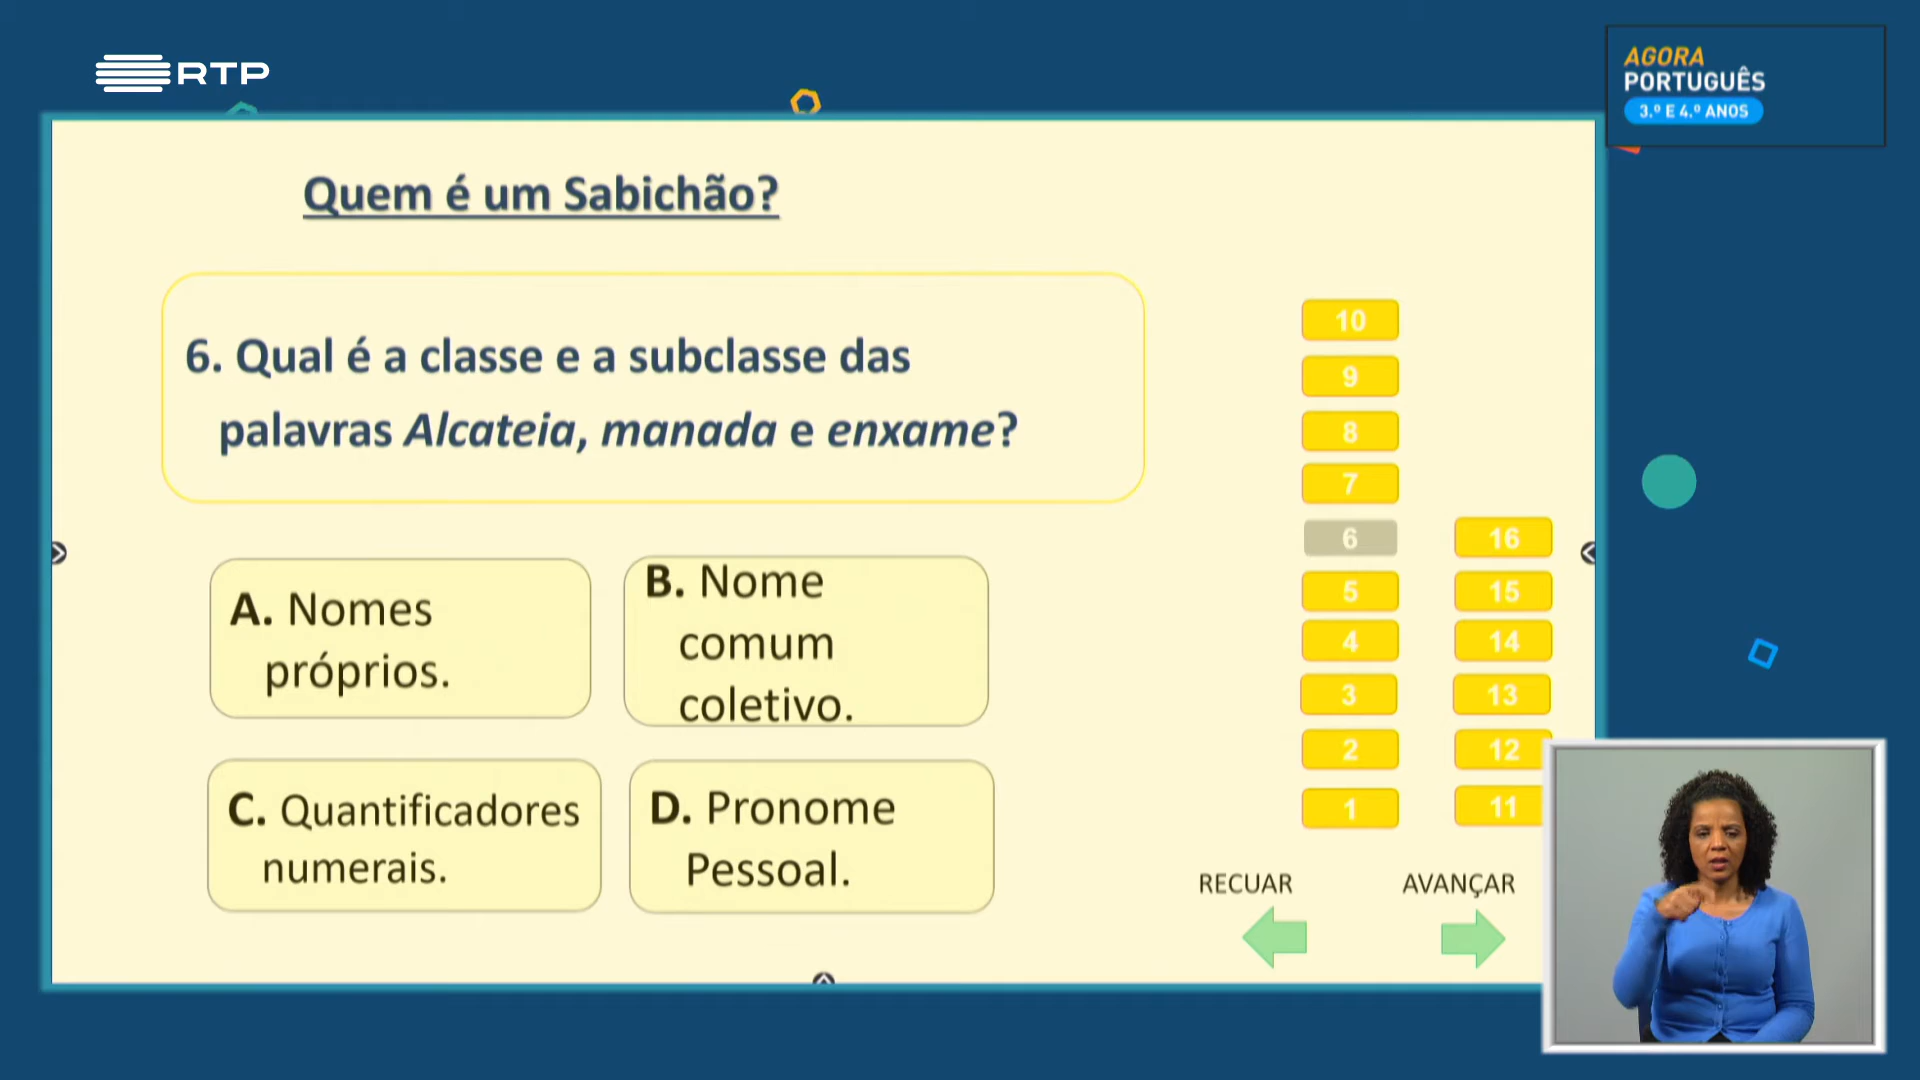 RTP
AGORA
PORTUGUÊS
3.º E 4.º ANOS
Quem é um Sabichão?
6. Qual é a classe e a subclasse das
palavras Alcateia, manada e enxame?
A. Nomes
próprios.
B. Nome
comum
coletivo.
C. Quantificadores
numerais.
D. Pronome
Pessoal.
10
9
8
7
6
5
4
3
2
1
16
15
14
13
12
11
RECUAR
AVANÇAR